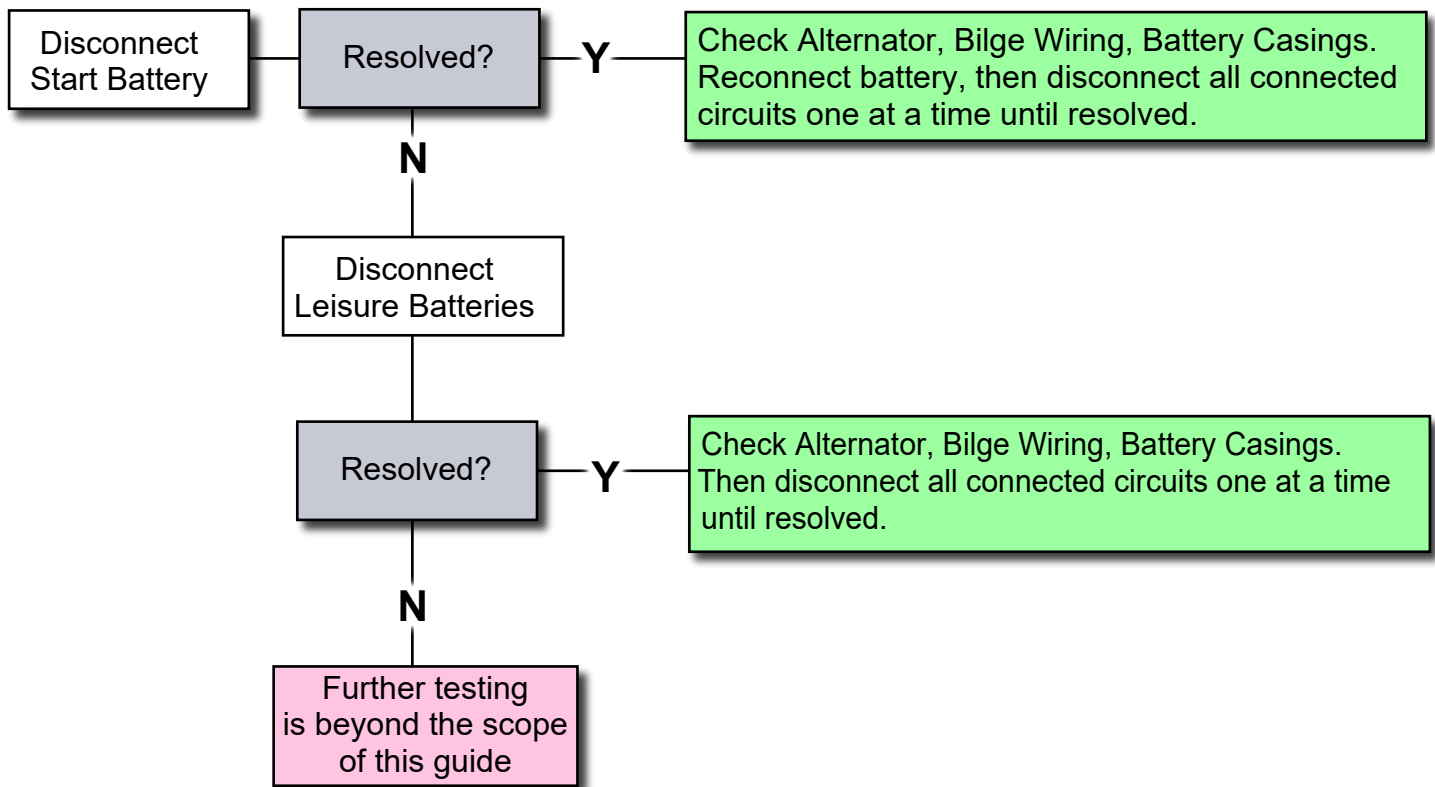 Disconnect
Start Battery
Resolved?
Y
Check Alternator, Bilge Wiring, Battery Casings.
Reconnect battery, then disconnect all connected
circuits one at a time until resolved.
N
Disconnect
Leisure Batteries
Resolved?
Y
Check Alternator, Bilge Wiring, Battery Casings.
Then disconnect all connected circuits one at a time
until resolved.
N
Further testing
is beyond the scope
of this guide